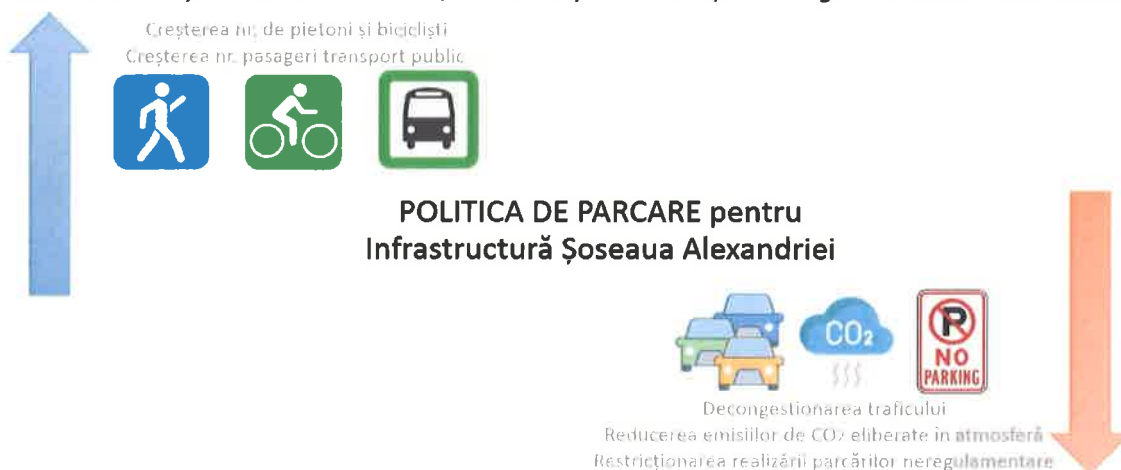 Creșterea nr. de pietoni și bicicliști
Creșterea nr. pasageri transport public
POLITICA DE PARCARE pentru
Infrastructură Șoseaua Alexandriei
CO₂
P
NO
PARKING
Decongestionarea traficului
Reducerea emisiilor de CO₂ eliberate în atmosferă
Restricționarea realizării parcărilor neregulamentare